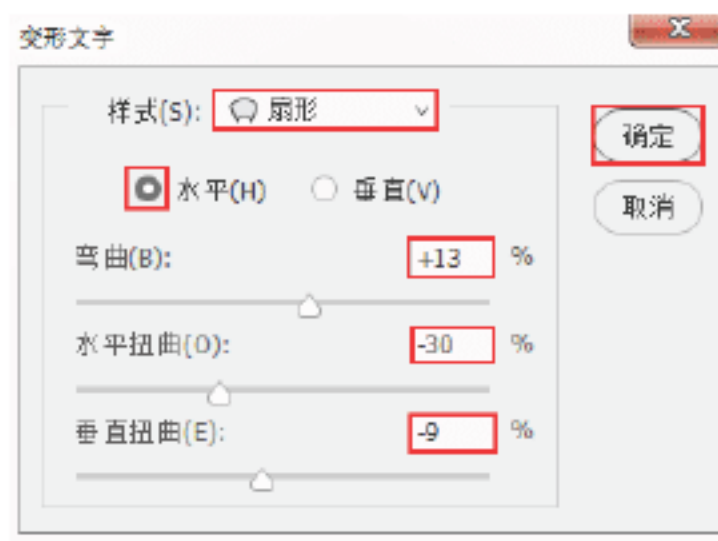 变形文字
样式(S): 扇形
确定
水平(H) 垂直(V)
取消
弯曲(B): +13 %
水平扭曲(O): -30 %
垂直扭曲(E): -9 %